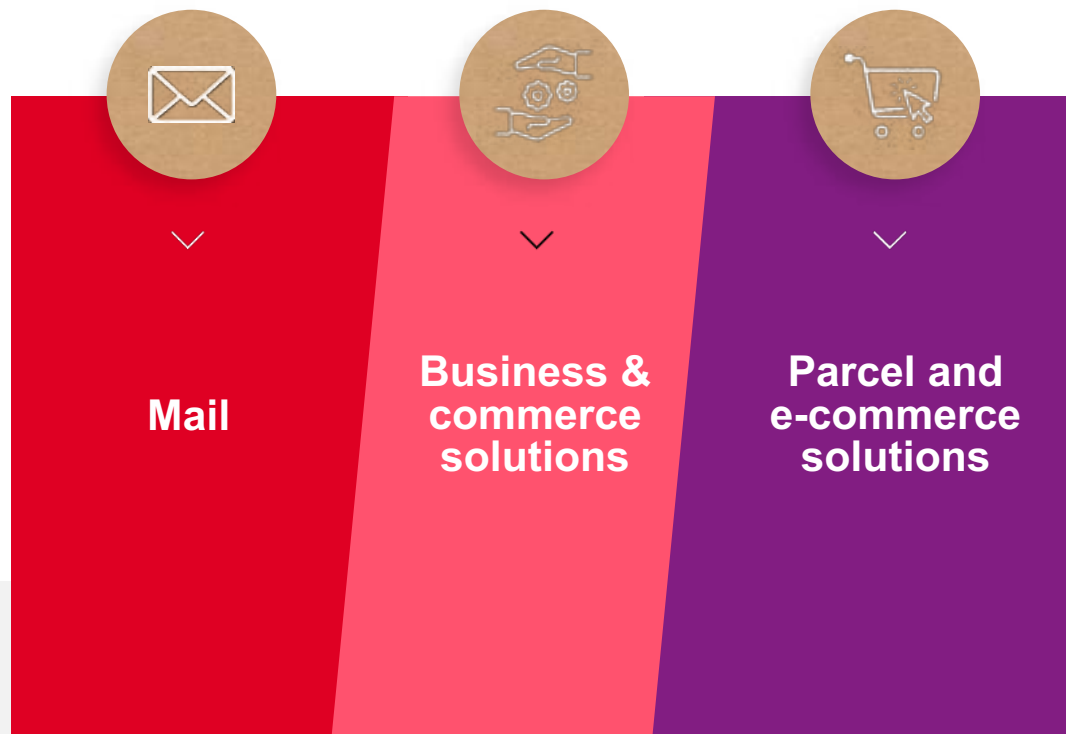 Mail
Business &
commerce
solutions
Parcel and
e-commerce
solutions